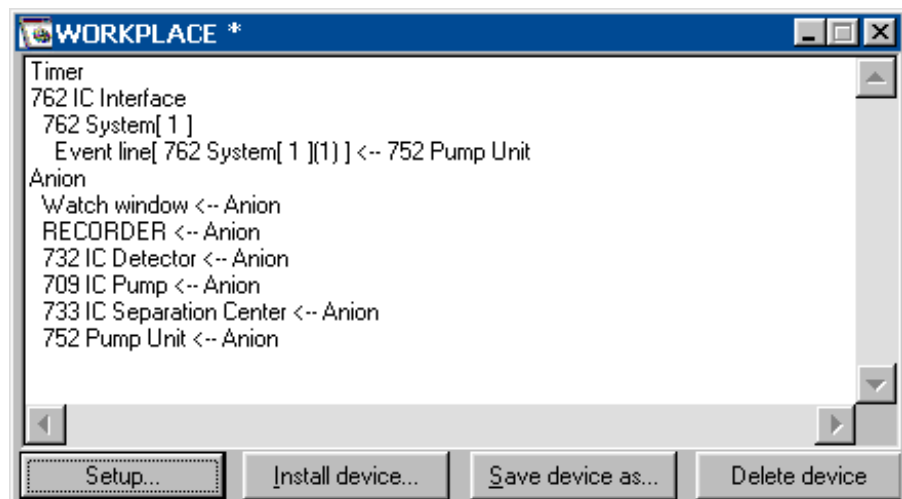 WORKPLACE *
Timer
762 IC Interface
762 System[ 1 ]
Event line[ 762 System[ 1 ](1) ] <-- 752 Pump Unit
Anion
Watch window <-- Anion
RECORDER <-- Anion
732 IC Detector <-- Anion
709 IC Pump <-- Anion
733 IC Separation Center <-- Anion
752 Pump Unit <-- Anion
Setup... Install device... Save device as... Delete device